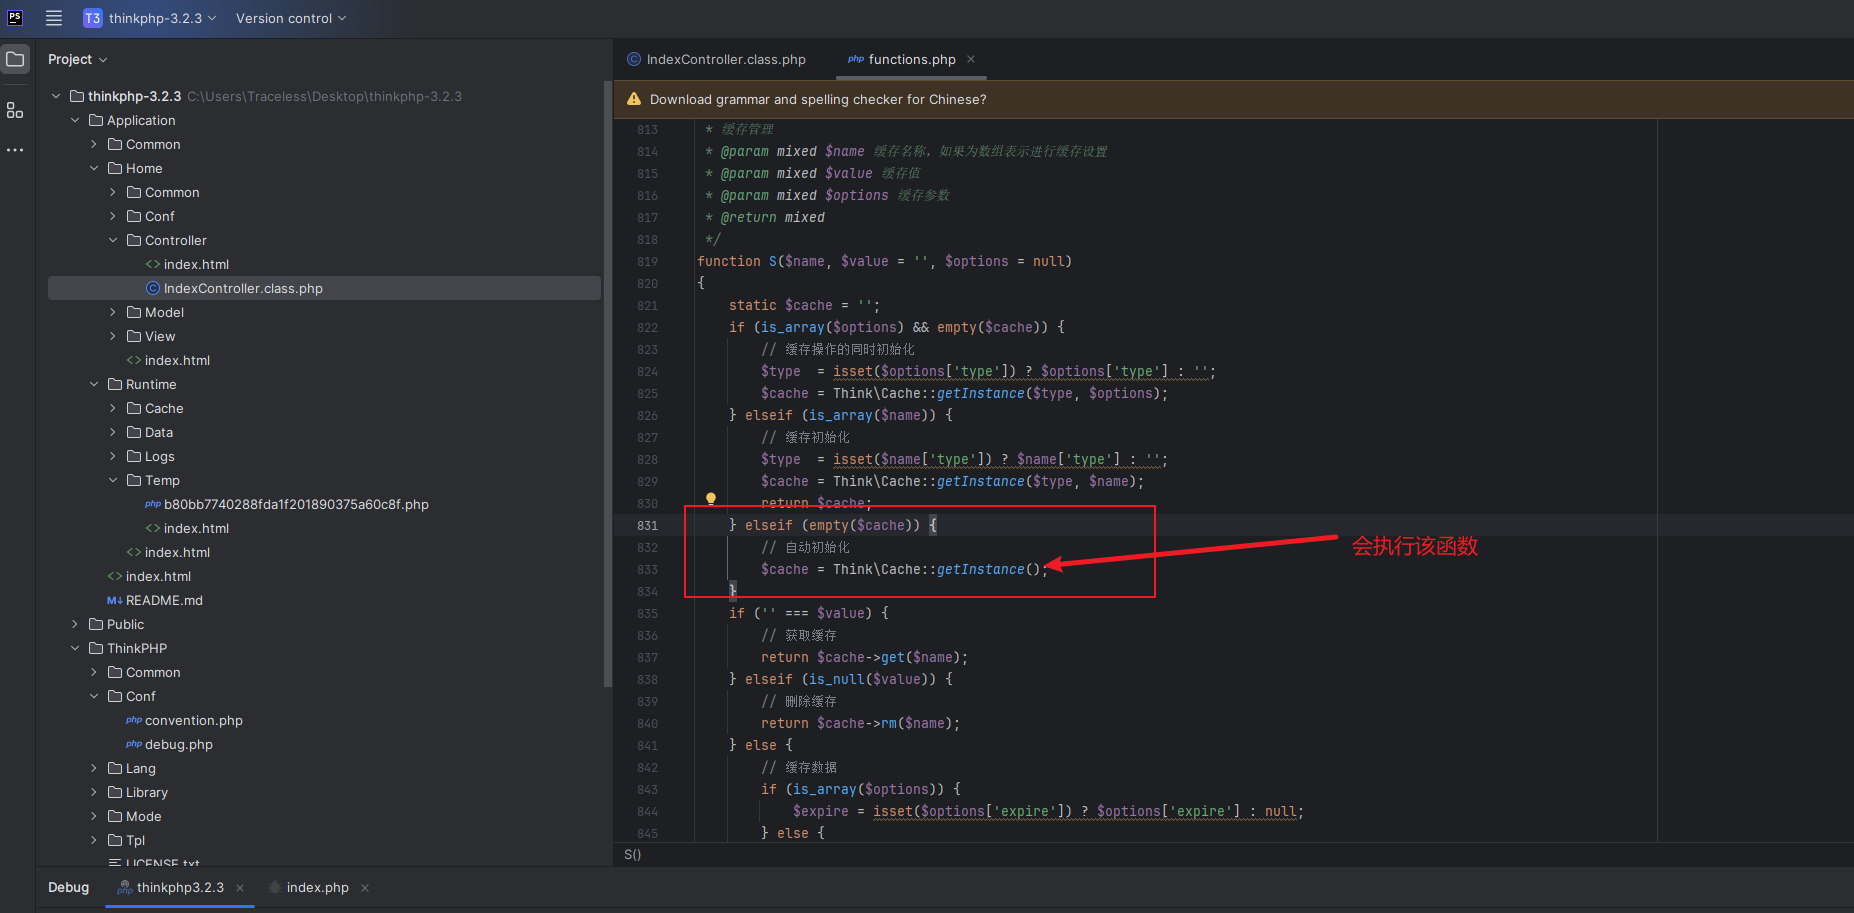 PS
T3 thinkphp-3.2.3 Version control
Project
thinkphp-3.2.3 C:\Users\Traceless\Desktop\thinkphp-3.2.3
Application
Common
Home
Common
Conf
Controller
<> index.html
IndexController.class.php
Model
View
<> index.html
Runtime
Cache
Data
Logs
Temp
php b80bb7740288fda1f201890375a60c8f.php
<> index.html
<> index.html
<> index.html
M↓ README.md
Public
ThinkPHP
Common
Conf
php convention.php
php debug.php
Lang
Library
Mode
Tpl
LICENSE.txt
IndexController.class.php php functions.php ×
Download grammar and spelling checker for Chinese?
813 * 缓存管理
814 * @param mixed $name 缓存名称，如果为数组表示进行缓存设置
815 * @param mixed $value 缓存值
816 * @param mixed $options 缓存参数
817 * @return mixed
818 */
819 function S($name, $value = '', $options = null)
820 {
821 static $cache = '';
822 if (is_array($options) && empty($cache)) {
823 // 缓存操作的同时初始化
824 $type = isset($options['type']) ? $options['type'] : '';
825 $cache = Think\Cache::getInstance($type, $options);
826 } elseif (is_array($name)) {
827 // 缓存初始化
828 $type = isset($name['type']) ? $name['type'] : '';
829 $cache = Think\Cache::getInstance($type, $name);
830 return $cache;
831 } elseif (empty($cache)) {
832 // 自动初始化
833 $cache = Think\Cache::getInstance();
834 }
835 if ('' === $value) {
836 // 获取缓存
837 return $cache->get($name);
838 } elseif (is_null($value)) {
839 // 删除缓存
840 return $cache->rm($name);
841 } else {
842 // 缓存数据
843 if (is_array($options)) {
844 $expire = isset($options['expire']) ? $options['expire'] : null;
845 } else {
会执行该函数
S()
Debug php thinkphp3.2.3 × index.php ×